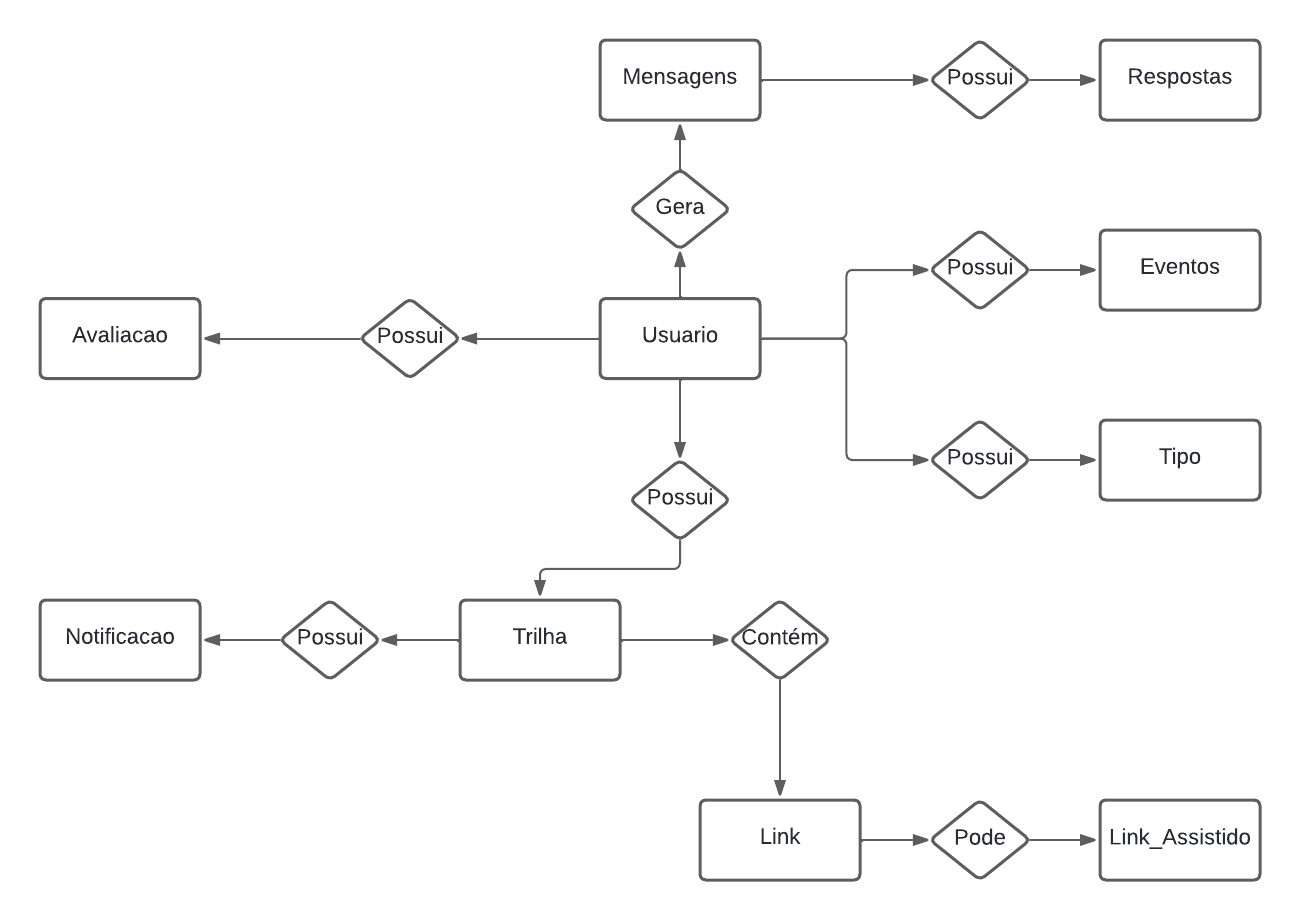 Mensagens
Possui
Respostas
Gera
Possui
Eventos
Avaliacao
Possui
Usuario
Possui
Tipo
Possui
Notificacao
Possui
Trilha
Contém
Link
Pode
Link_Assistido